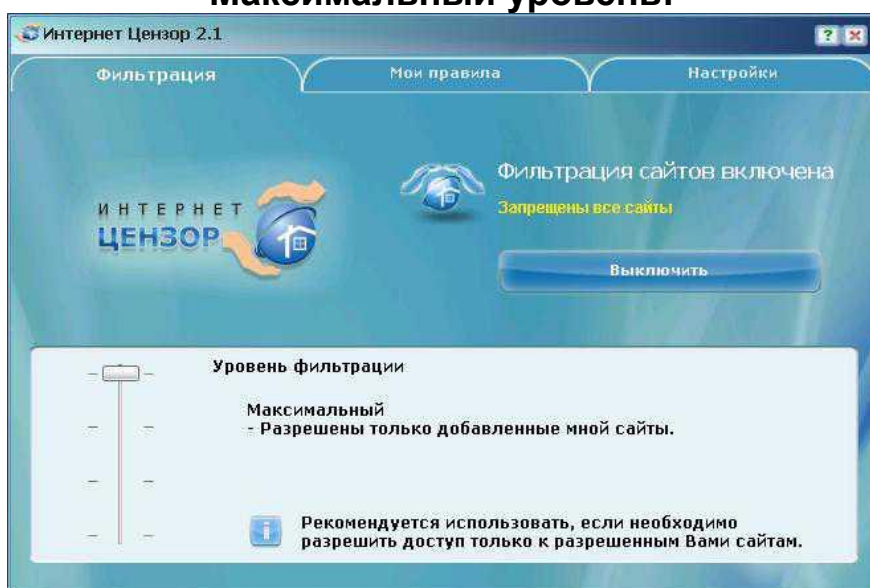 Максимальный уровень:
Интернет Цензор 2.1
? ×
Фильтрация
Мои правила
Настройки
ИНТЕРНЕТ
ЦЕНЗОР
Фильтрация сайтов включена
Запрещены все сайты
Выключить
Уровень фильтрации
Максимальный
- Разрешены только добавленные мной сайты.
Рекомендуется использовать, если необходимо
разрешить доступ только к разрешенным Вами сайтам.